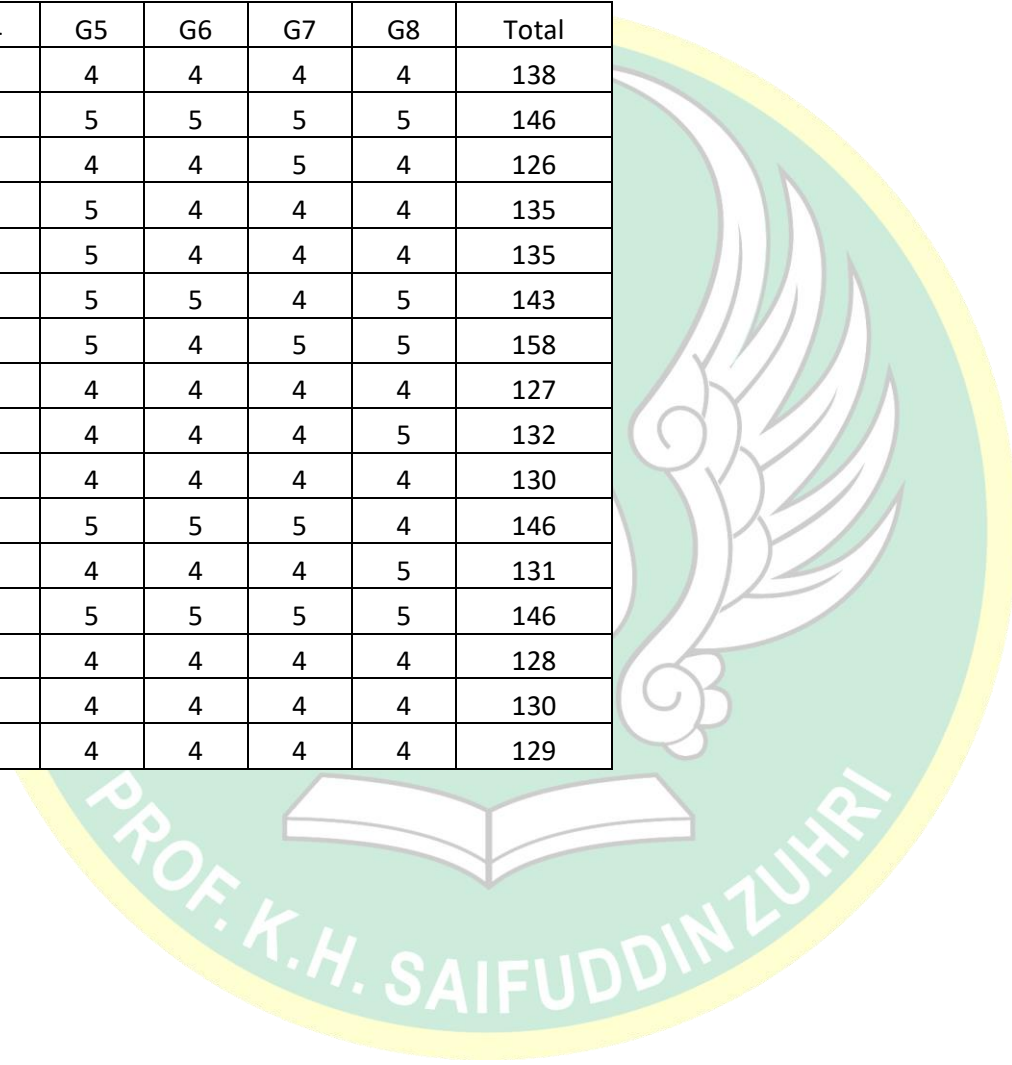 G5 G6 G7 G8 Total
4 4 4 4 138
5 5 5 5 146
4 4 5 4 126
5 4 4 4 135
5 4 4 4 135
5 5 4 5 143
5 4 5 5 158
4 4 4 4 127
4 4 4 5 132
4 4 4 4 130
5 5 5 4 146
4 4 4 5 131
5 5 5 5 146
4 4 4 4 128
4 4 4 4 130
4 4 4 4 129
PROF. K.H. SAIFUDDIN ZUHRI